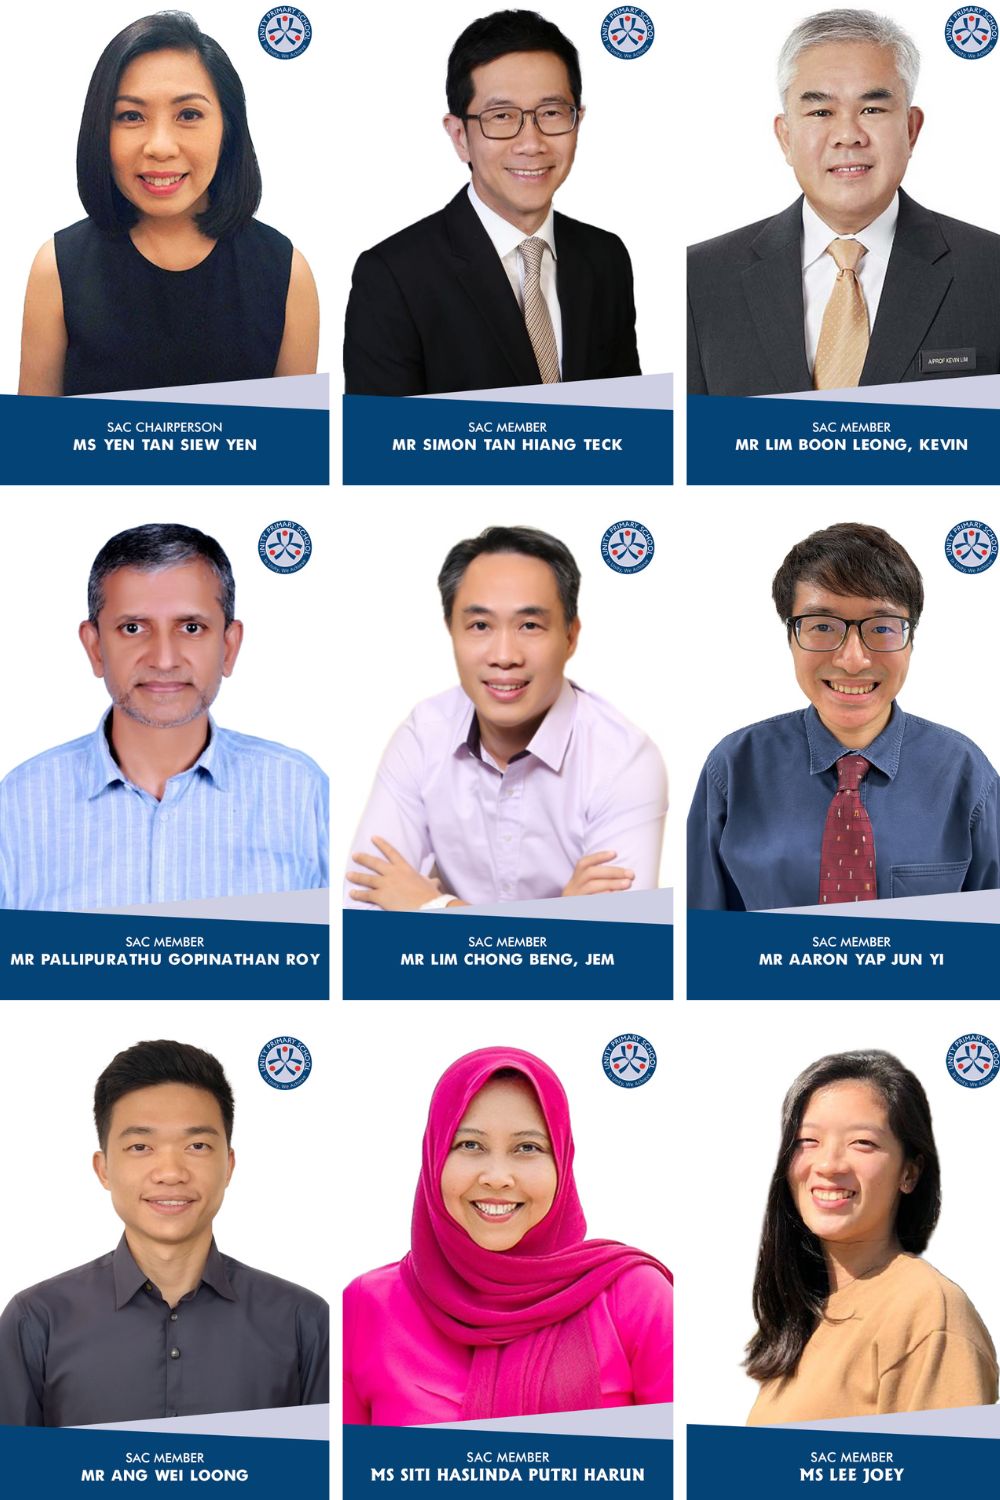 UNITY PRIMARY SCHOOL
In Unity, We Achieve
UNITY PRIMARY SCHOOL
In Unity, We Achieve
UNITY PRIMARY SCHOOL
In Unity, We Achieve
A/PROF KEVIN LIM
SAC CHAIRPERSON
MS YEN TAN SIEW YEN
SAC MEMBER
MR SIMON TAN HIANG TECK
SAC MEMBER
MR LIM BOON LEONG, KEVIN
UNITY PRIMARY SCHOOL
In Unity, We Achieve
UNITY PRIMARY SCHOOL
In Unity, We Achieve
UNITY PRIMARY SCHOOL
In Unity, We Achieve
SAC MEMBER
MR PALLIPURATHU GOPINATHAN ROY
SAC MEMBER
MR LIM CHONG BENG, JEM
SAC MEMBER
MR AARON YAP JUN YI
UNITY PRIMARY SCHOOL
In Unity, We Achieve
UNITY PRIMARY SCHOOL
In Unity, We Achieve
UNITY PRIMARY SCHOOL
In Unity, We Achieve
SAC MEMBER
MR ANG WEI LOONG
SAC MEMBER
MS SITI HASLINDA PUTRI HARUN
SAC MEMBER
MS LEE JOEY